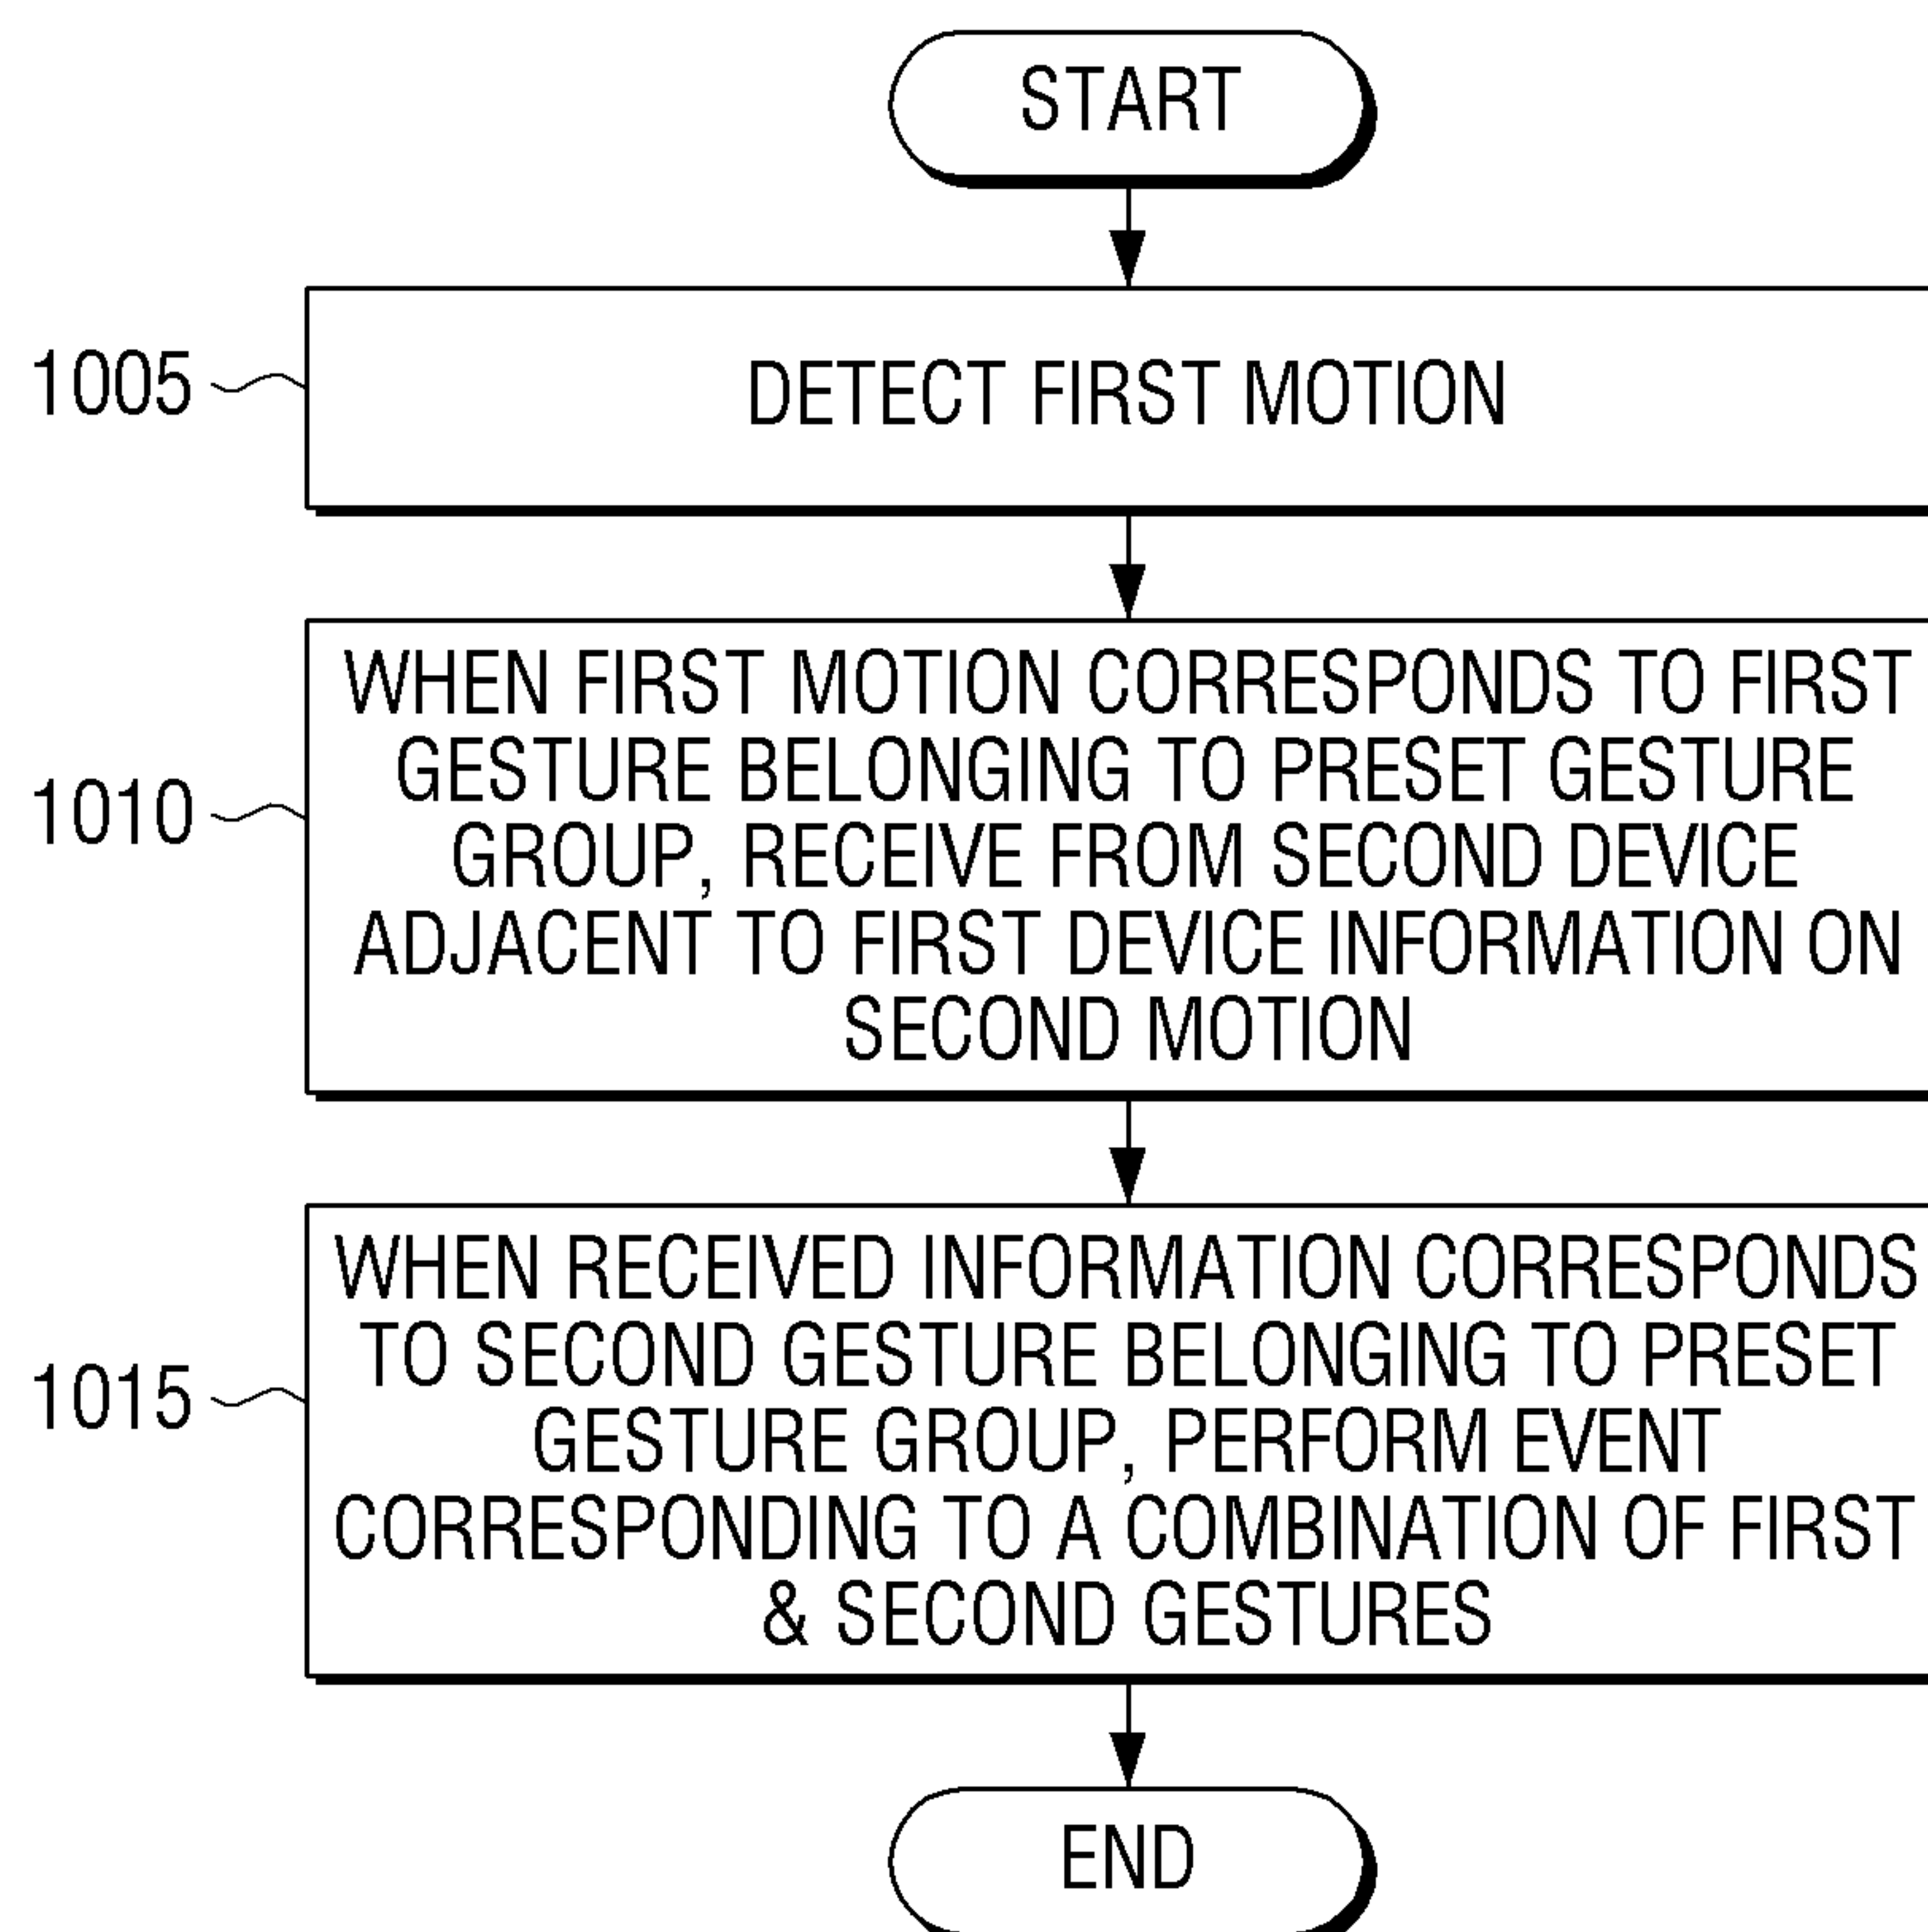 START
1005
DETECT FIRST MOTION
1010
WHEN FIRST MOTION CORRESPONDS TO FIRST
GESTURE BELONGING TO PRESET GESTURE
GROUP, RECEIVE FROM SECOND DEVICE
ADJACENT TO FIRST DEVICE INFORMATION ON
SECOND MOTION
1015
WHEN RECEIVED INFORMATION CORRESPONDS
TO SECOND GESTURE BELONGING TO PRESET
GESTURE GROUP, PERFORM EVENT
CORRESPONDING TO A COMBINATION OF FIRST
& SECOND GESTURES
END